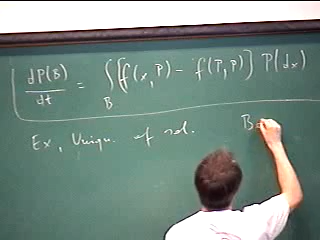 dP(B)/dt = ∫_B [f(x,P) - f(P,P)] P(dx)
Ex, Uniqu. of sol. B=